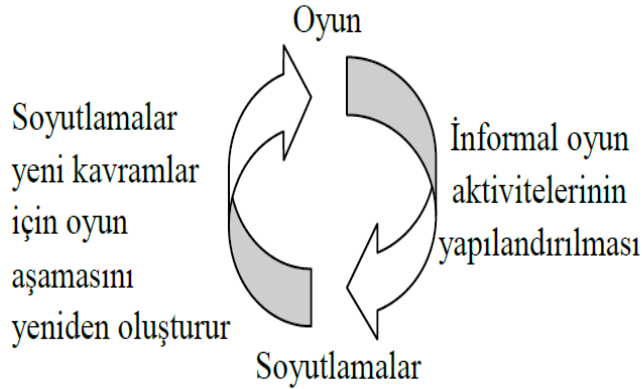 Oyun
Soyutlamalar
yeni kavramlar
için oyun
aşamasını
yeniden oluşturur
İnformal oyun
aktivitelerinin
yapılandırılması
Soyutlamalar